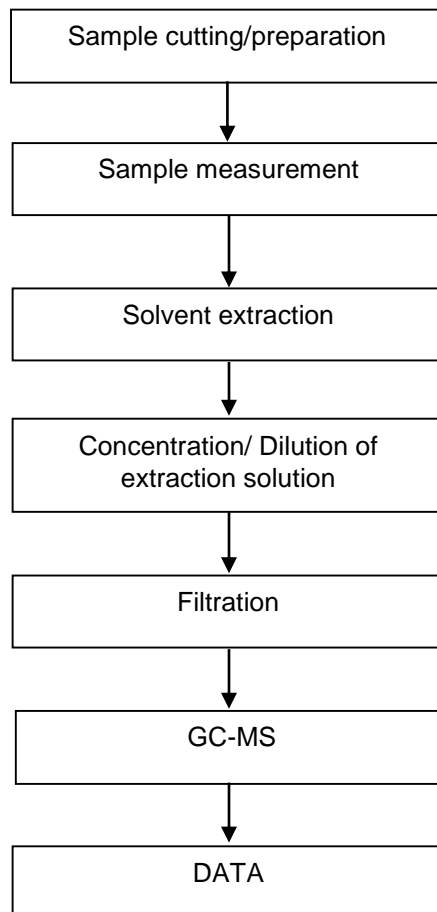 Sample cutting/preparation
Sample measurement
Solvent extraction
Concentration/ Dilution of
extraction solution
Filtration
GC-MS
DATA